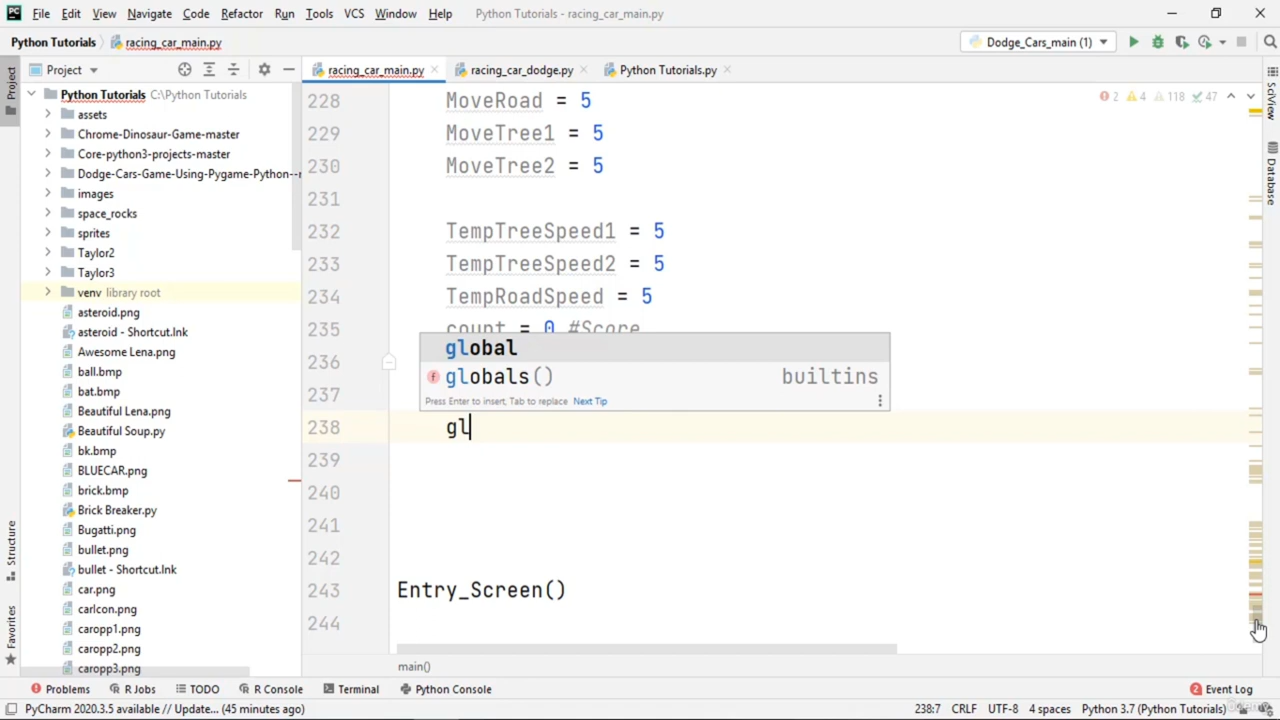 PC File Edit View Navigate Code Refactor Run Tools VCS Window Help Python Tutorials - racing_car_main.py
Python Tutorials racing_car_main.py Dodge_Cars_main (1)
Project racing_car_main.py racing_car_dodge.py Python Tutorials.py
Project
SciView
Database
Structure
Favorites
Python Tutorials C:\Python Tutorials
assets
Chrome-Dinosaur-Game-master
Core-python3-projects-master
Dodge-Cars-Game-Using-Pygame-Python--
images
space_rocks
sprites
Taylor2
Taylor3
venv library root
asteroid.png
asteroid - Shortcut.lnk
Awesome Lena.png
ball.bmp
bat.bmp
Beautiful Lena.png
Beautiful Soup.py
bk.bmp
BLUECAR.png
brick.bmp
Brick Breaker.py
Bugatti.png
bullet.png
bullet - Shortcut.lnk
car.png
carIcon.png
caropp1.png
caropp2.png
caropp3.png
2 4 118 47
228 MoveRoad = 5
229 MoveTree1 = 5
230 MoveTree2 = 5
231
232 TempTreeSpeed1 = 5
233 TempTreeSpeed2 = 5
234 TempRoadSpeed = 5
235 count = 0 #Score
236 global
237 f globals() builtins
Press Enter to insert, Tab to replace Next Tip
238 gl
239
240
241
242
243 Entry_Screen()
244
main()
Problems R Jobs TODO R Console Terminal Python Console 2 Event Log
PyCharm 2020.3.5 available // Update... (45 minutes ago) 238:7 CRLF UTF-8 4 spaces Python 3.7 (Python Tutorials)